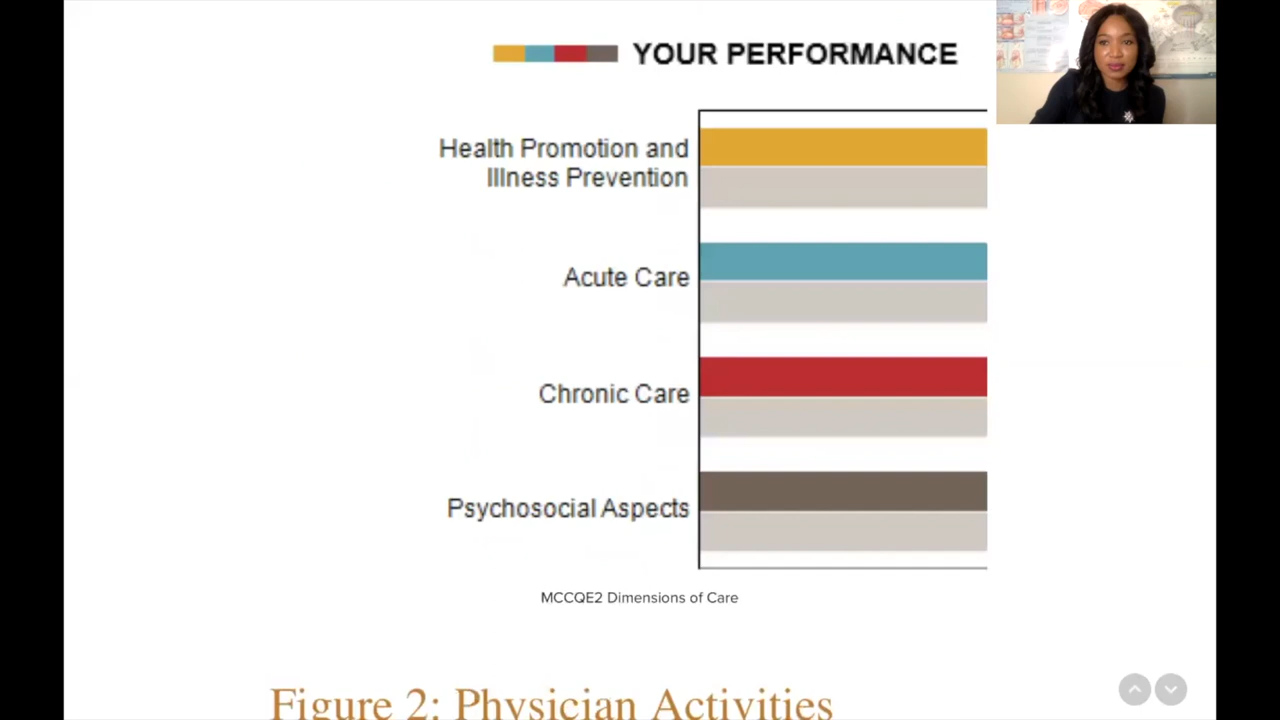 YOUR PERFORMANCE
Health Promotion and
Illness Prevention
Acute Care
Chronic Care
Psychosocial Aspects
MCCQE2 Dimensions of Care
Figure 2: Physician Activities